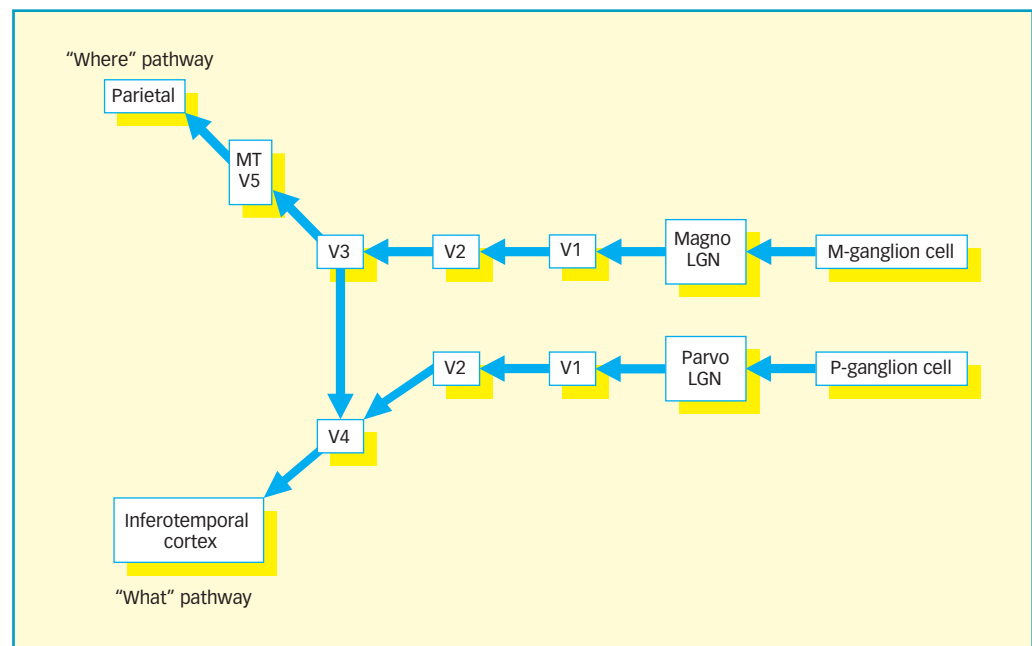 “Where” pathway
Parietal
MT
V5
V3
V2
V1
Magno
LGN
M-ganglion cell
V2
V1
Parvo
LGN
P-ganglion cell
V4
Inferotemporal
cortex
“What” pathway